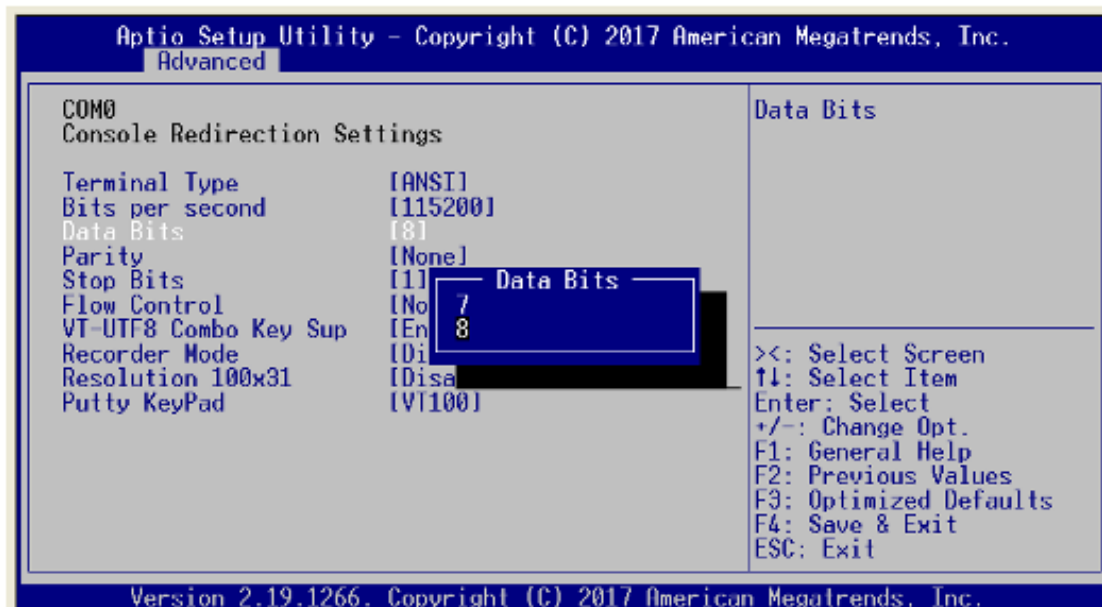 Aptio Setup Utility – Copyright (C) 2017 American Megatrends, Inc.
Advanced
COM0
Console Redirection Settings
Terminal Type [ANSI]
Bits per second [115200]
Data Bits [8]
Parity [None]
Stop Bits [1]
Flow Control [No
VT-UTF8 Combo Key Sup [En
Recorder Mode [Di
Resolution 100x31 [Disa
Putty KeyPad [VT100]
Data Bits
7
8
Data Bits
><: Select Screen
↑↓: Select Item
Enter: Select
+/-: Change Opt.
F1: General Help
F2: Previous Values
F3: Optimized Defaults
F4: Save & Exit
ESC: Exit
Version 2.19.1266. Copyright (C) 2017 American Megatrends, Inc.